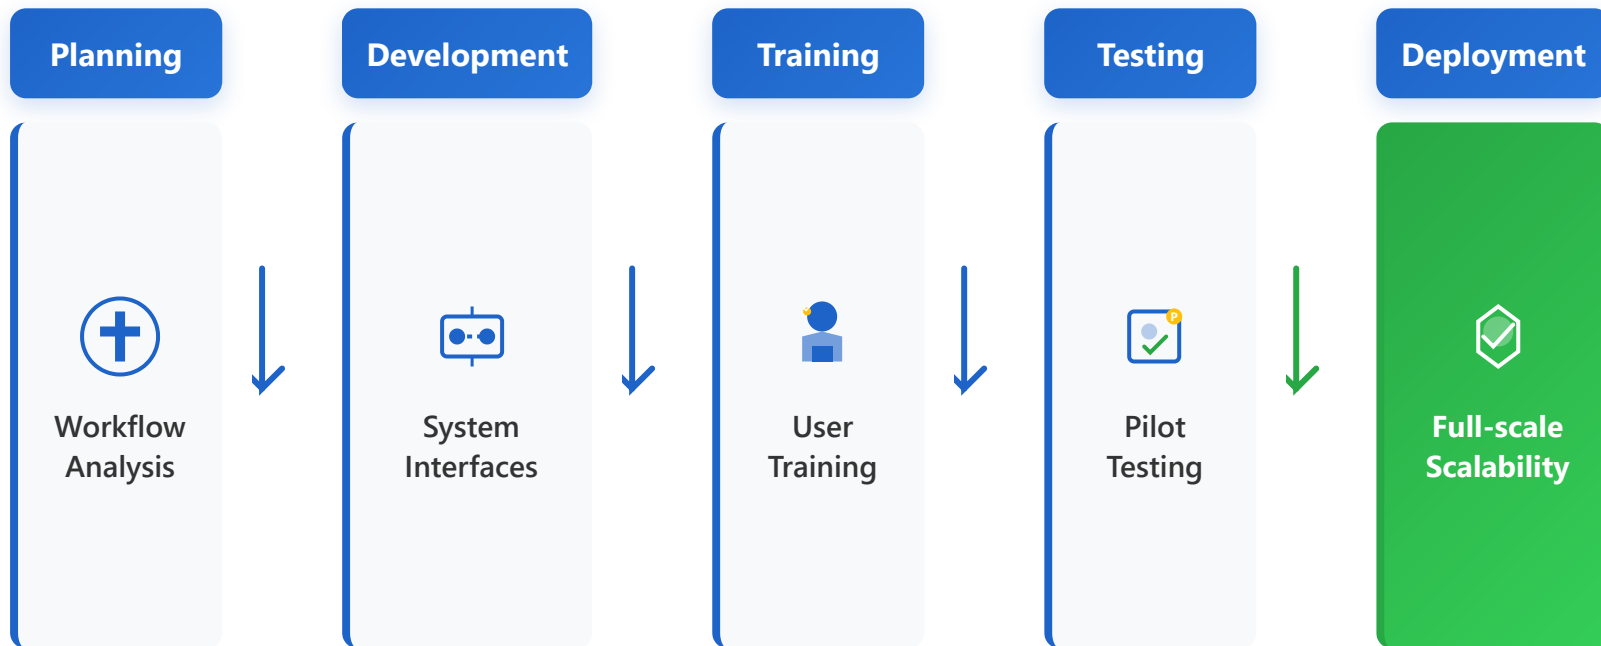 Planning
Development
Training
Testing
Deployment
Workflow
Analysis
System
Interfaces
User
Training
P
Pilot
Testing
Full-scale
Scalability